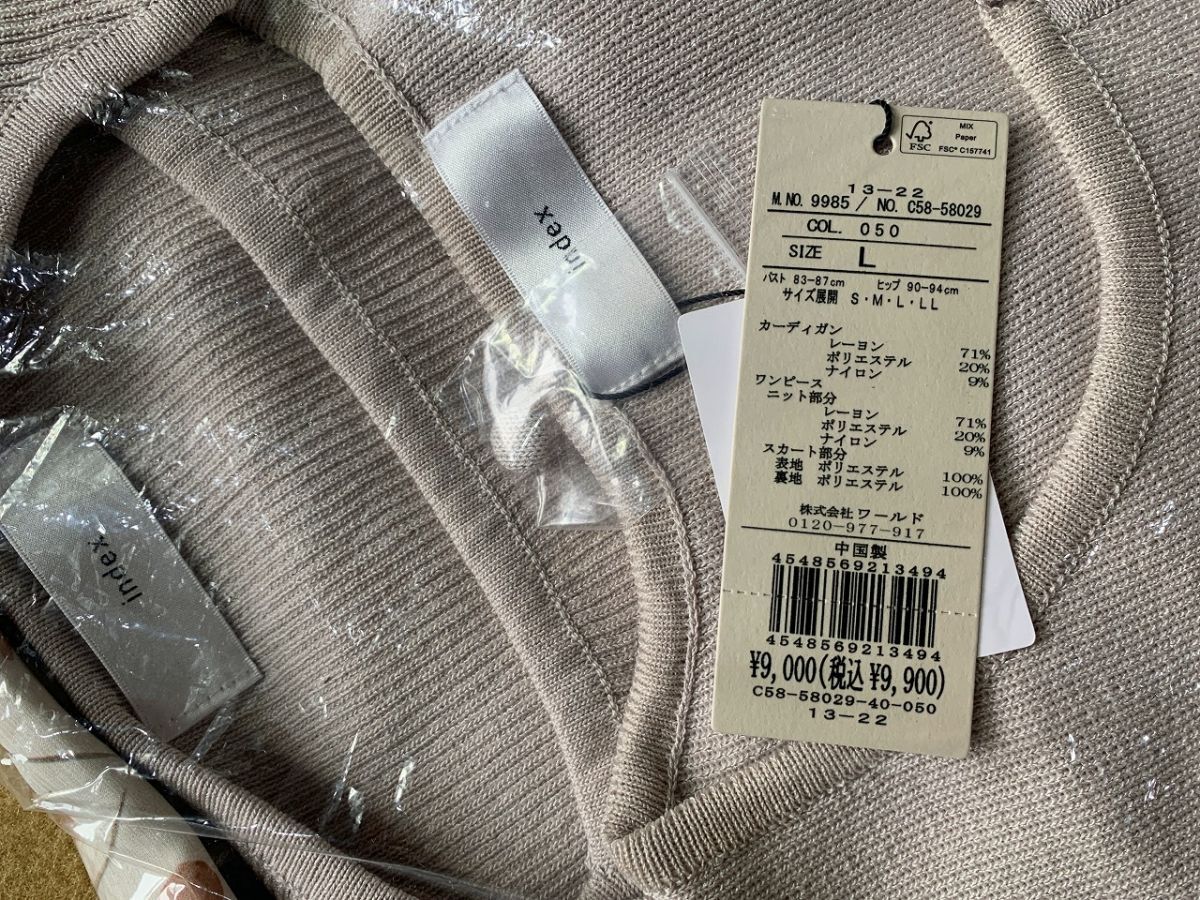 MIX
Paper
FSC
FSC® C157741
13-22
M.NO. 9985 / NO. C58-58029
COL. 050
SIZE L
バスト 83-87cm ヒップ 90-94cm
サイズ展開 S・M・L・LL
カーディガン
レーヨン 71%
ポリエステル 20%
ナイロン 9%
ワンピース
ニット部分
レーヨン 71%
ポリエステル 20%
ナイロン 9%
スカート部分
表地 ポリエステル 100%
裏地 ポリエステル 100%
株式会社ワールド
0120-977-917
中国製
4548569213494
4548569213494
¥9,000(税込¥9,900)
C58-58029-40-050
13-22
index
index